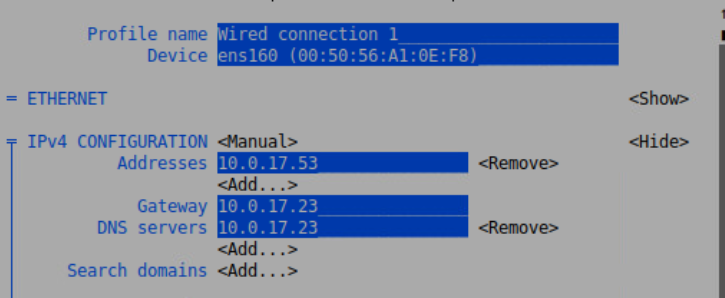 Profile name Wired connection 1
Device ens160 (00:50:56:A1:0E:F8)
= ETHERNET <Show>
= IPv4 CONFIGURATION <Manual> <Hide>
Addresses 10.0.17.53 <Remove>
<Add...>
Gateway 10.0.17.23
DNS servers 10.0.17.23 <Remove>
<Add...>
Search domains <Add...>